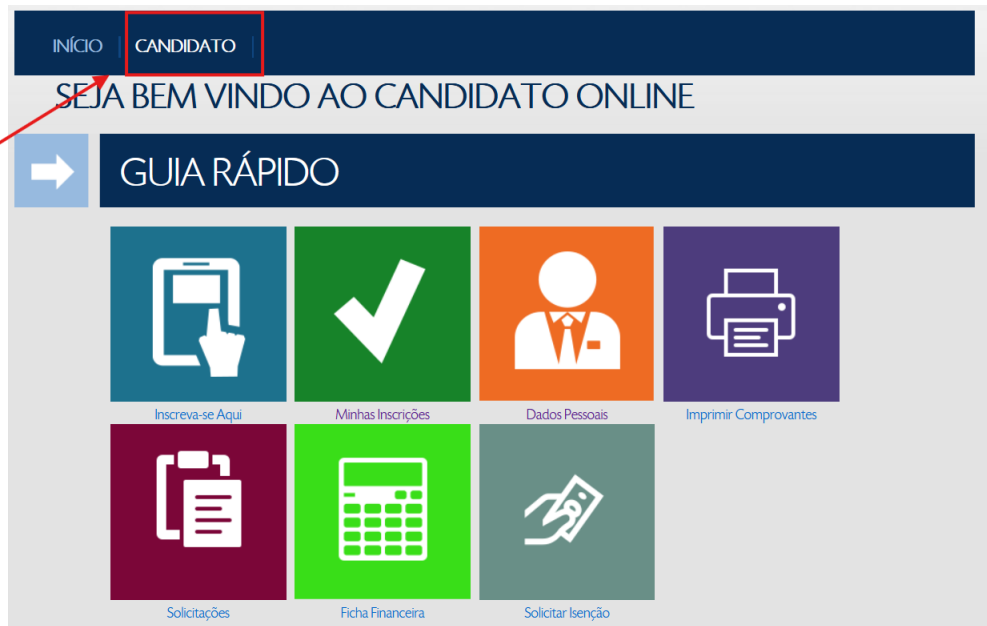 INÍCIO | CANDIDATO |
SEJA BEM VINDO AO CANDIDATO ONLINE
GUIA RÁPIDO
Inscreva-se Aqui Minhas Inscrições Dados Pessoais Imprimir Comprovantes
Solicitações Ficha Financeira Solicitar Isenção